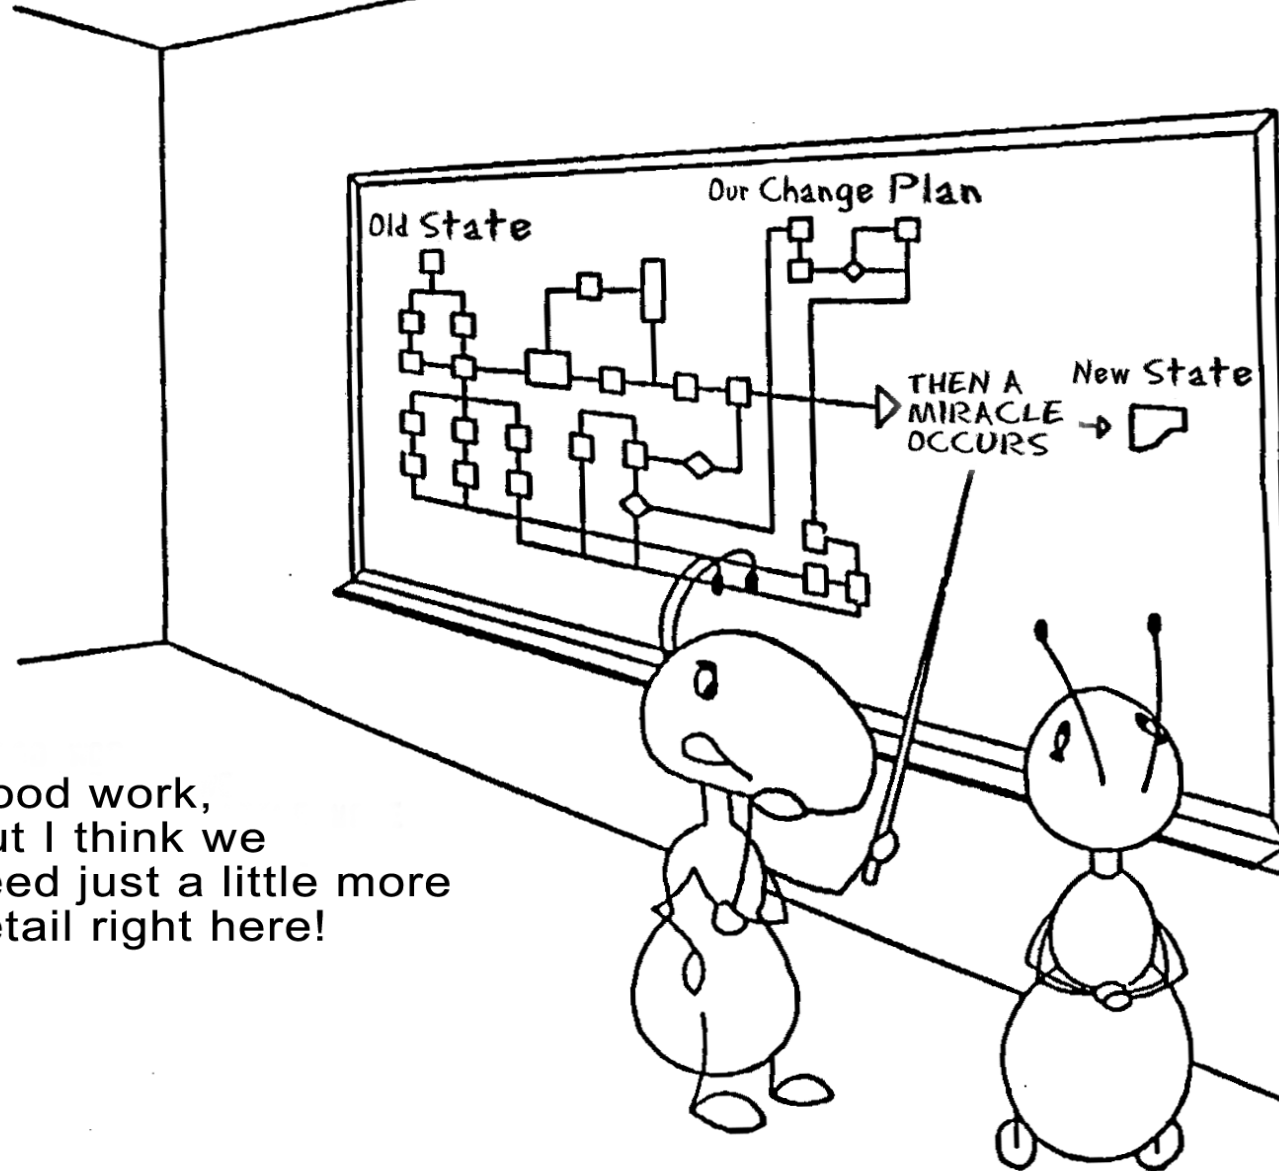 Our Change Plan
Old State
THEN A
MIRACLE
OCCURS
New State
ood work,
ut I think we
eed just a little more
etail right here!